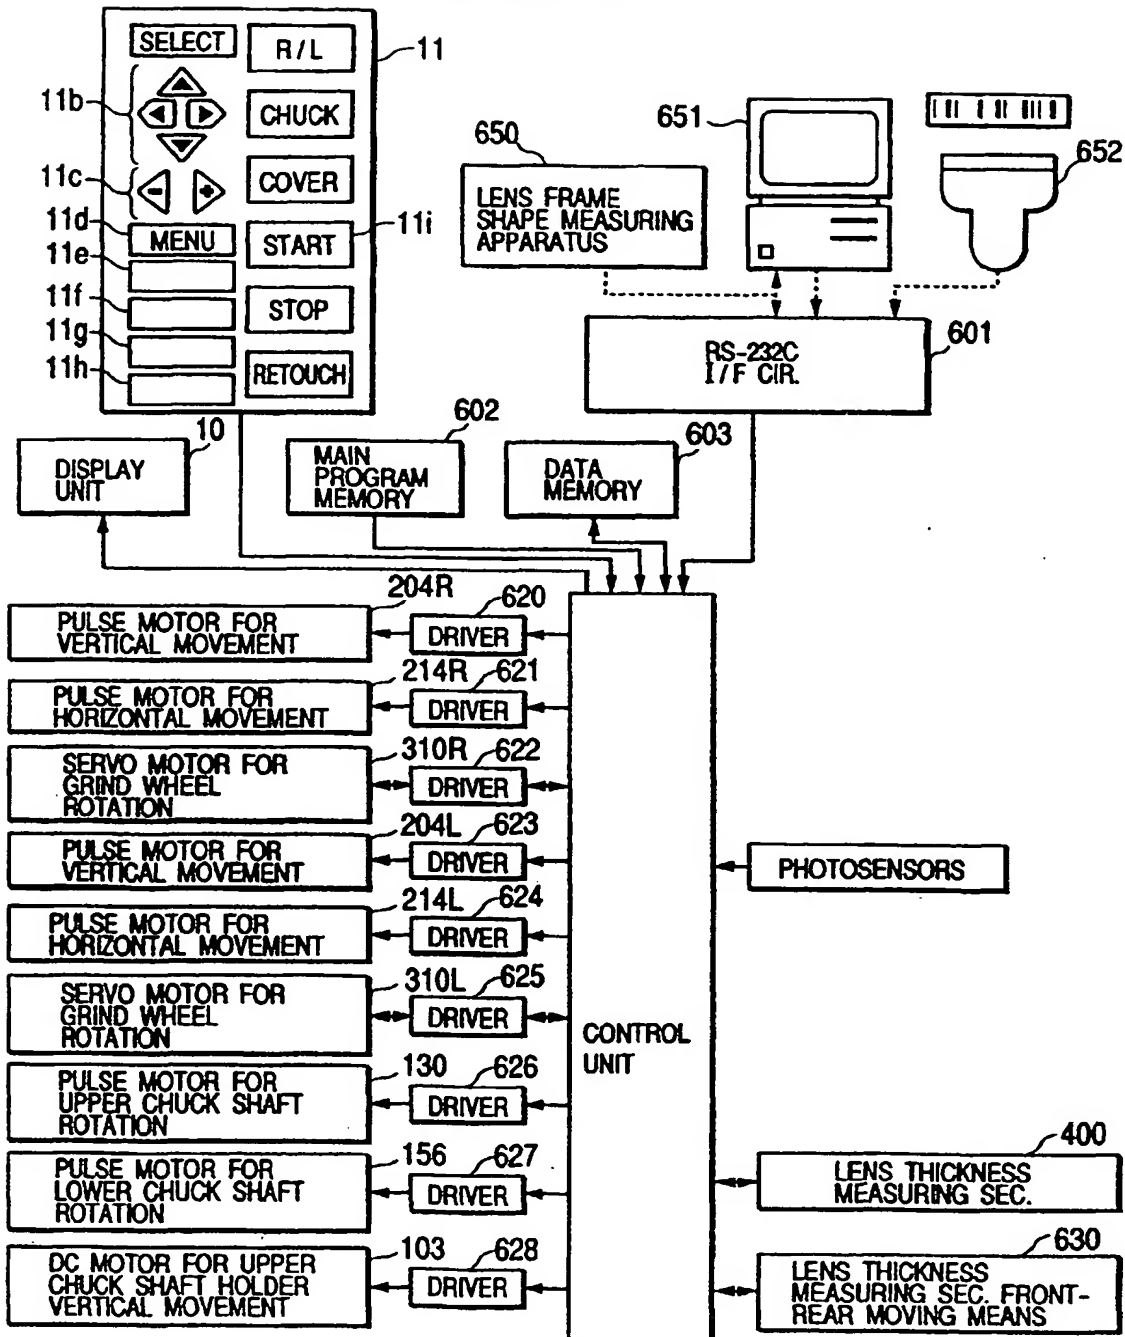 SELECT
R/L
11
11b
CHUCK
11c
COVER
11d
MENU
START
11i
11e
11f
STOP
11g
11h
RETOUCH
650
LENS FRAME
SHAPE MEASURING
APPARATUS
651
652
RS-232C
I/F CIR.
601
10
DISPLAY
UNIT
602
MAIN
PROGRAM
MEMORY
603
DATA
MEMORY
204R
PULSE MOTOR FOR
VERTICAL MOVEMENT
620
DRIVER
214R
PULSE MOTOR FOR
HORIZONTAL MOVEMENT
621
DRIVER
310R
SERVO MOTOR FOR
GRIND WHEEL
ROTATION
622
DRIVER
204L
PULSE MOTOR FOR
VERTICAL MOVEMENT
623
DRIVER
214L
PULSE MOTOR FOR
HORIZONTAL MOVEMENT
624
DRIVER
310L
SERVO MOTOR FOR
GRIND WHEEL
ROTATION
625
DRIVER
130
PULSE MOTOR FOR
UPPER CHUCK SHAFT
ROTATION
626
DRIVER
156
PULSE MOTOR FOR
LOWER CHUCK SHAFT
ROTATION
627
DRIVER
103
DC MOTOR FOR UPPER
CHUCK SHAFT HOLDER
VERTICAL MOVEMENT
628
DRIVER
CONTROL
UNIT
PHOTOSENSORS
400
LENS THICKNESS
MEASURING SEC.
630
LENS THICKNESS
MEASURING SEC. FRONT-
REAR MOVING MEANS